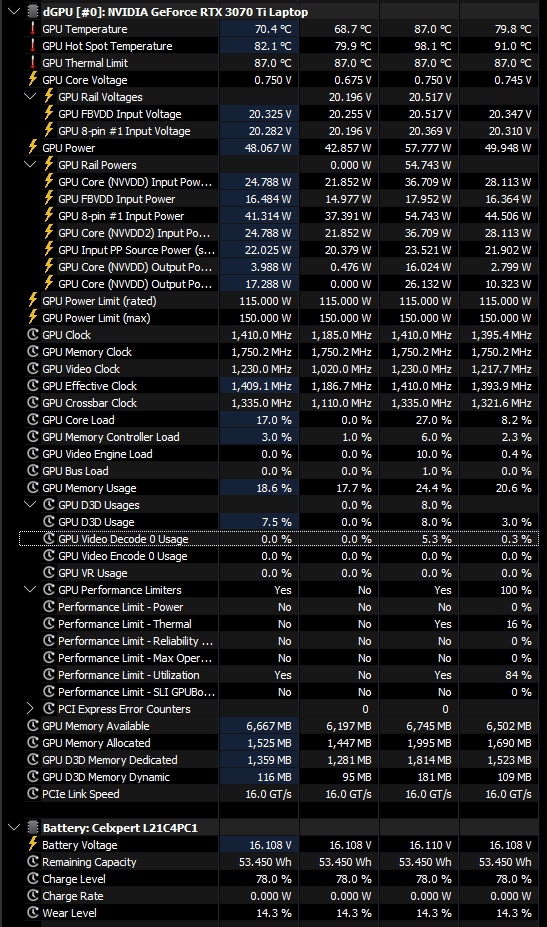 dGPU [#0]: NVIDIA GeForce RTX 3070 Ti Laptop
GPU Temperature 70.4 °C 68.7 °C 87.0 °C 79.8 °C
GPU Hot Spot Temperature 82.1 °C 79.9 °C 98.1 °C 91.0 °C
GPU Thermal Limit 87.0 °C 87.0 °C 87.0 °C 87.0 °C
GPU Core Voltage 0.750 V 0.675 V 0.750 V 0.745 V
GPU Rail Voltages 20.196 V 20.517 V
GPU FBVDD Input Voltage 20.325 V 20.255 V 20.517 V 20.347 V
GPU 8-pin #1 Input Voltage 20.282 V 20.196 V 20.369 V 20.310 V
GPU Power 48.067 W 42.857 W 57.777 W 49.948 W
GPU Rail Powers 0.000 W 54.743 W
GPU Core (NVVDD) Input Pow... 24.788 W 21.852 W 36.709 W 28.113 W
GPU FBVDD Input Power 16.484 W 14.977 W 17.952 W 16.364 W
GPU 8-pin #1 Input Power 41.314 W 37.391 W 54.743 W 44.506 W
GPU Core (NVVDD2) Input Po... 24.788 W 21.852 W 36.709 W 28.113 W
GPU Input PP Source Power (s... 22.025 W 20.379 W 23.521 W 21.902 W
GPU Core (NVVDD) Output Po... 3.988 W 0.476 W 16.024 W 2.799 W
GPU Core (NVVDD) Output Po... 17.288 W 0.000 W 26.132 W 10.323 W
GPU Power Limit (rated) 115.000 W 115.000 W 115.000 W 115.000 W
GPU Power Limit (max) 150.000 W 150.000 W 150.000 W 150.000 W
GPU Clock 1,410.0 MHz 1,185.0 MHz 1,410.0 MHz 1,395.4 MHz
GPU Memory Clock 1,750.2 MHz 1,750.2 MHz 1,750.2 MHz 1,750.2 MHz
GPU Video Clock 1,230.0 MHz 1,020.0 MHz 1,230.0 MHz 1,217.7 MHz
GPU Effective Clock 1,409.1 MHz 1,186.7 MHz 1,410.0 MHz 1,393.9 MHz
GPU Crossbar Clock 1,335.0 MHz 1,110.0 MHz 1,335.0 MHz 1,321.6 MHz
GPU Core Load 17.0 % 0.0 % 27.0 % 8.2 %
GPU Memory Controller Load 3.0 % 1.0 % 6.0 % 2.3 %
GPU Video Engine Load 0.0 % 0.0 % 10.0 % 0.4 %
GPU Bus Load 0.0 % 0.0 % 1.0 % 0.0 %
GPU Memory Usage 18.6 % 17.7 % 24.4 % 20.6 %
GPU D3D Usages 0.0 % 8.0 %
GPU D3D Usage 7.5 % 0.0 % 8.0 % 3.0 %
GPU Video Decode 0 Usage 0.0 % 0.0 % 5.3 % 0.3 %
GPU Video Encode 0 Usage 0.0 % 0.0 % 0.0 % 0.0 %
GPU VR Usage 0.0 % 0.0 % 0.0 % 0.0 %
GPU Performance Limiters Yes No Yes 100 %
Performance Limit - Power No No No 0 %
Performance Limit - Thermal No No Yes 16 %
Performance Limit - Reliability ... No No No 0 %
Performance Limit - Max Oper... No No No 0 %
Performance Limit - Utilization Yes No Yes 84 %
Performance Limit - SLI GPUBo... No No No 0 %
PCI Express Error Counters 0 0
GPU Memory Available 6,667 MB 6,197 MB 6,745 MB 6,502 MB
GPU Memory Allocated 1,525 MB 1,447 MB 1,995 MB 1,690 MB
GPU D3D Memory Dedicated 1,359 MB 1,281 MB 1,814 MB 1,523 MB
GPU D3D Memory Dynamic 116 MB 95 MB 181 MB 109 MB
PCIe Link Speed 16.0 GT/s 16.0 GT/s 16.0 GT/s 16.0 GT/s
Battery: Celxpert L21C4PC1
Battery Voltage 16.108 V 16.108 V 16.110 V 16.108 V
Remaining Capacity 53.450 Wh 53.450 Wh 53.450 Wh 53.450 Wh
Charge Level 78.0 % 78.0 % 78.0 % 78.0 %
Charge Rate 0.000 W 0.000 W 0.000 W 0.000 W
Wear Level 14.3 % 14.3 % 14.3 % 14.3 %